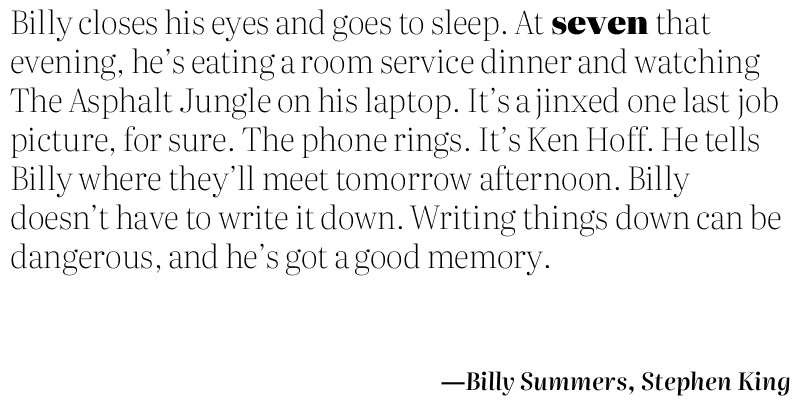 Billy closes his eyes and goes to sleep. At seven that
evening, he’s eating a room service dinner and watching
The Asphalt Jungle on his laptop. It’s a jinxed one last job
picture, for sure. The phone rings. It’s Ken Hoff. He tells
Billy where they’ll meet tomorrow afternoon. Billy
doesn’t have to write it down. Writing things down can be
dangerous, and he’s got a good memory.
—Billy Summers, Stephen King